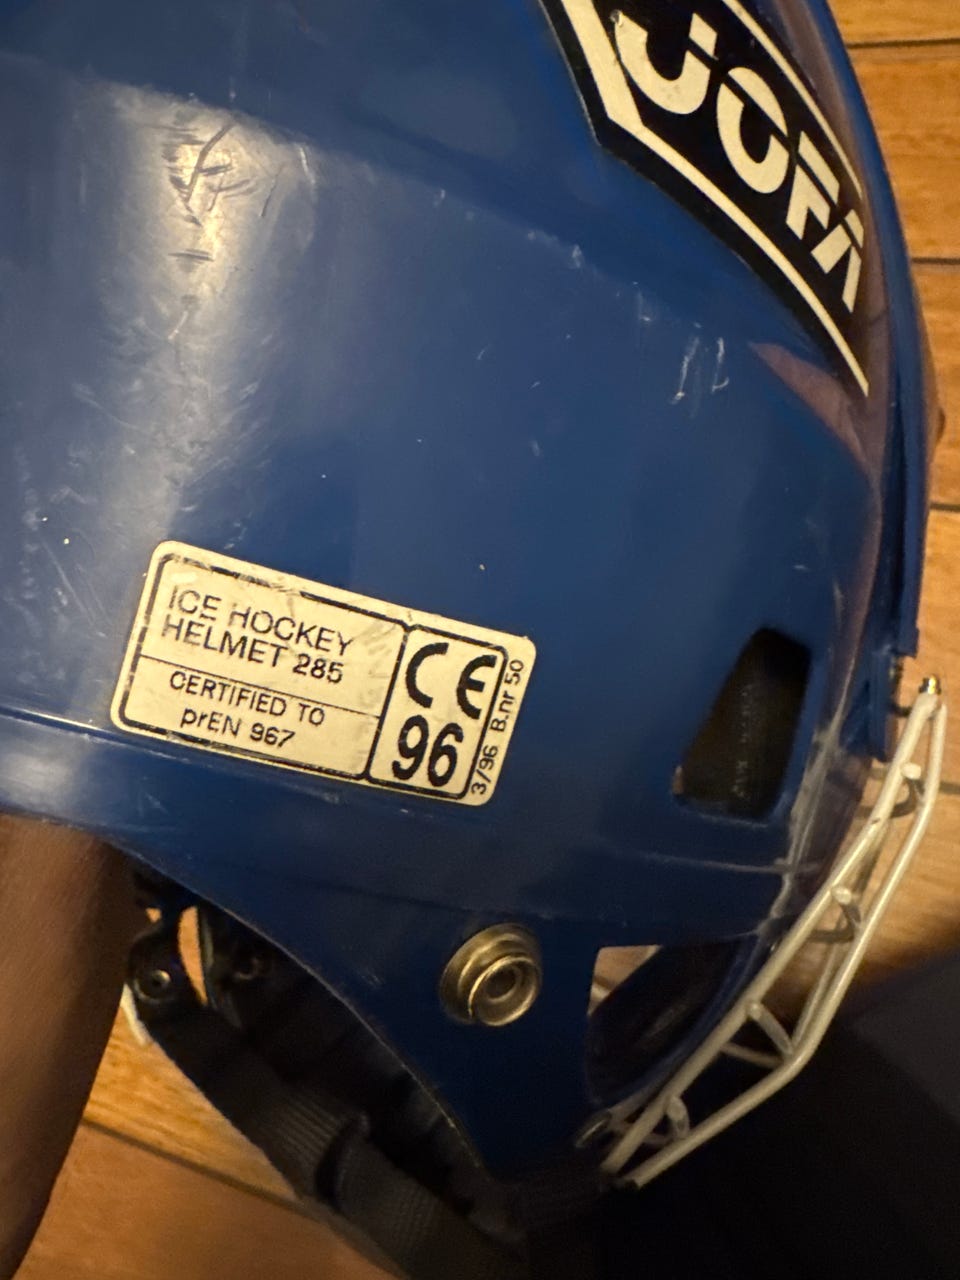 JOFA
ICE HOCKEY
HELMET 285
CERTIFIED TO
prEN 967
CE
96
3/96 B.nr 50